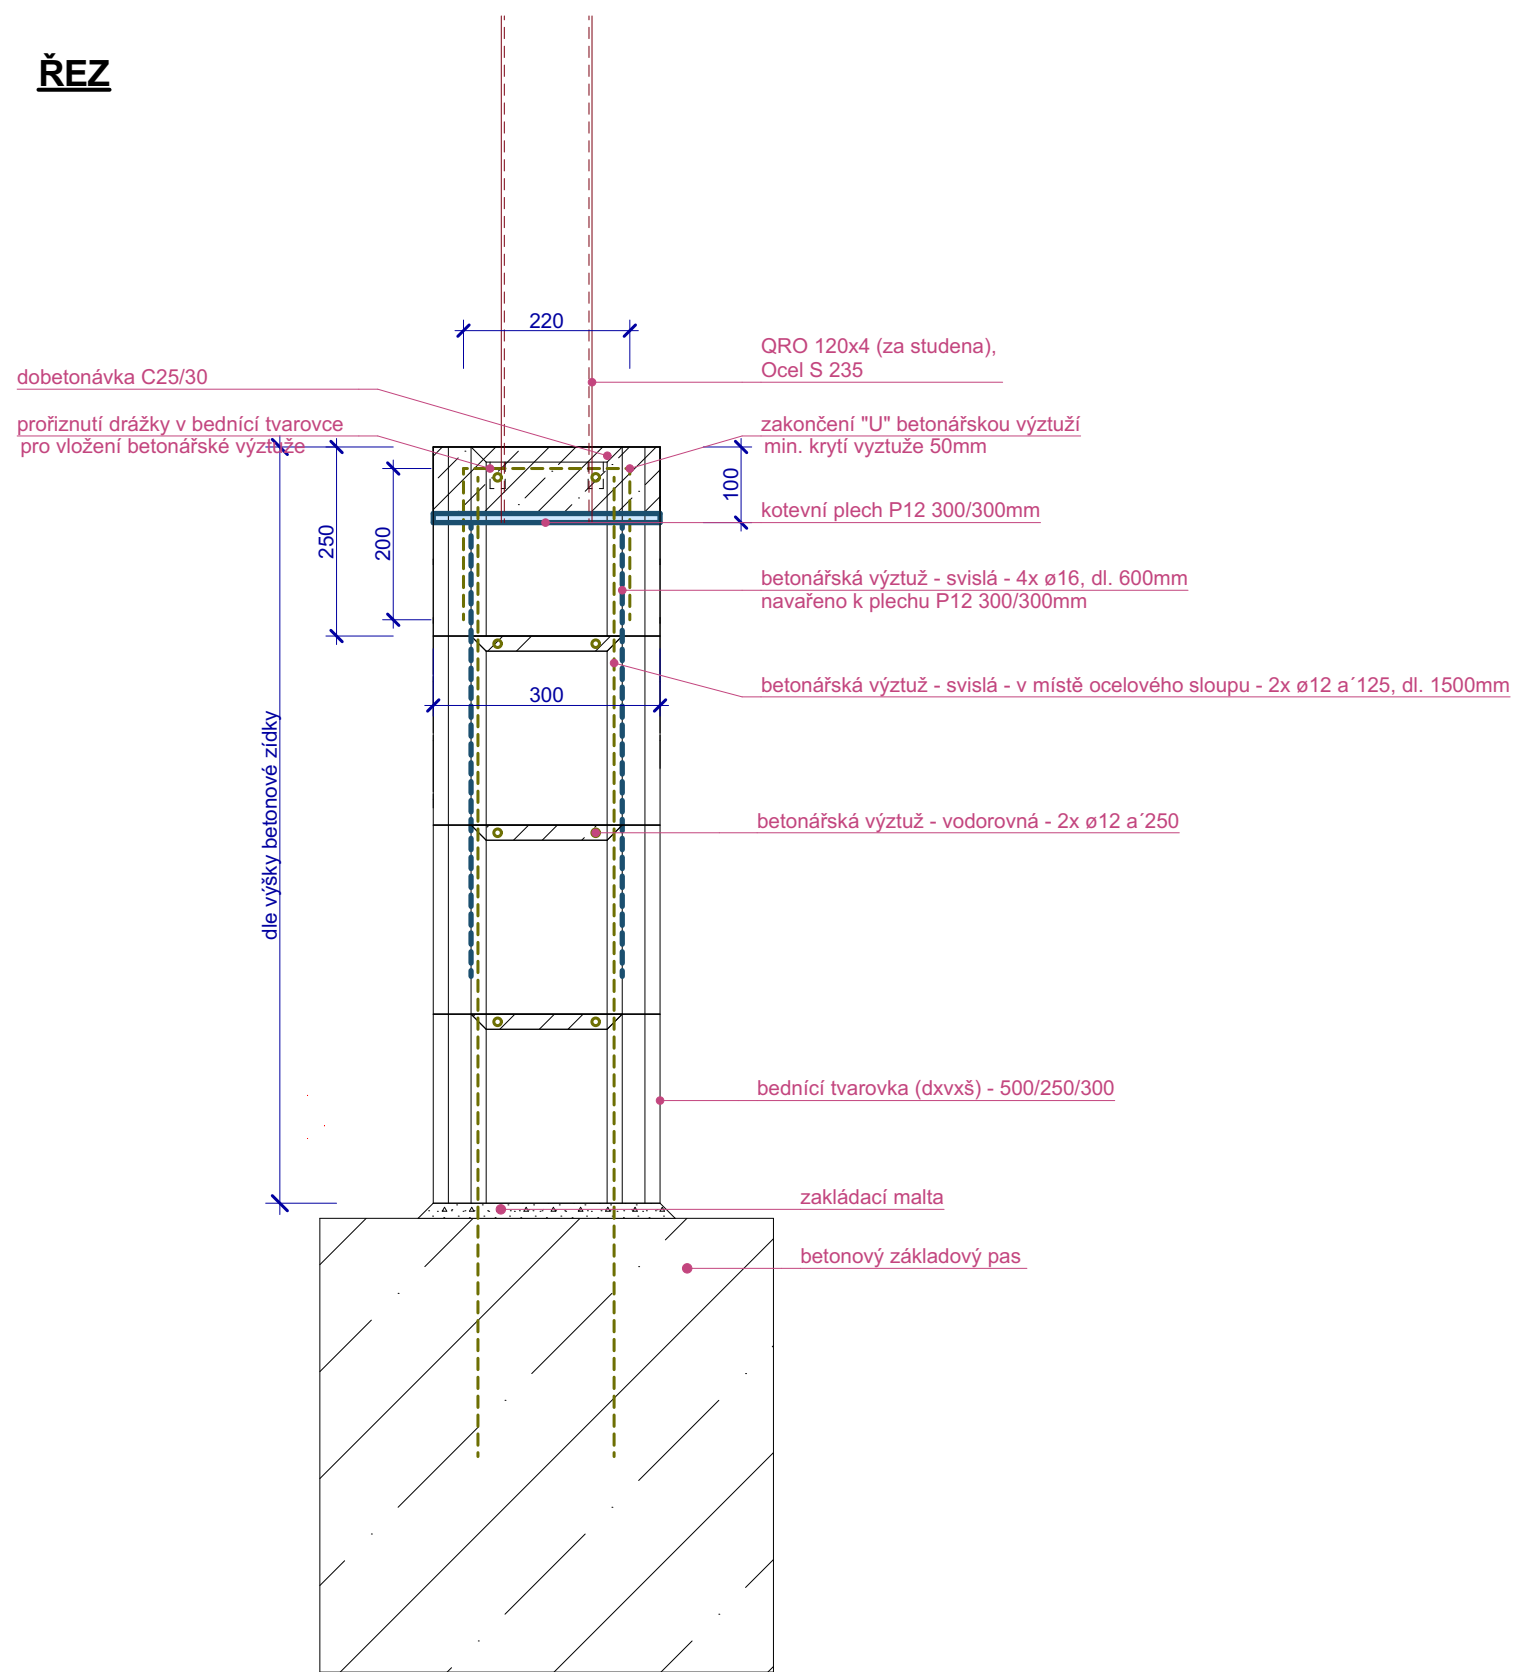 ŘEZ
220
QRO 120x4 (za studena),
Ocel S 235
dobetonávka C25/30
prořiznutí drážky v bednící tvarovce
pro vložení betonářské výztuže
zakončení "U" betonářskou výztuží
min. krytí vyztuže 50mm
100
kotevní plech P12 300/300mm
250
200
betonářská výztuž - svislá - 4x ø16, dl. 600mm
navařeno k plechu P12 300/300mm
betonářská výztuž - svislá - v místě ocelového sloupu - 2x ø12 a´125, dl. 1500mm
300
dle výšky betonové zídky
betonářská výztuž - vodorovná - 2x ø12 a´250
bednící tvarovka (dxvxš) - 500/250/300
zakládací malta
betonový základový pas